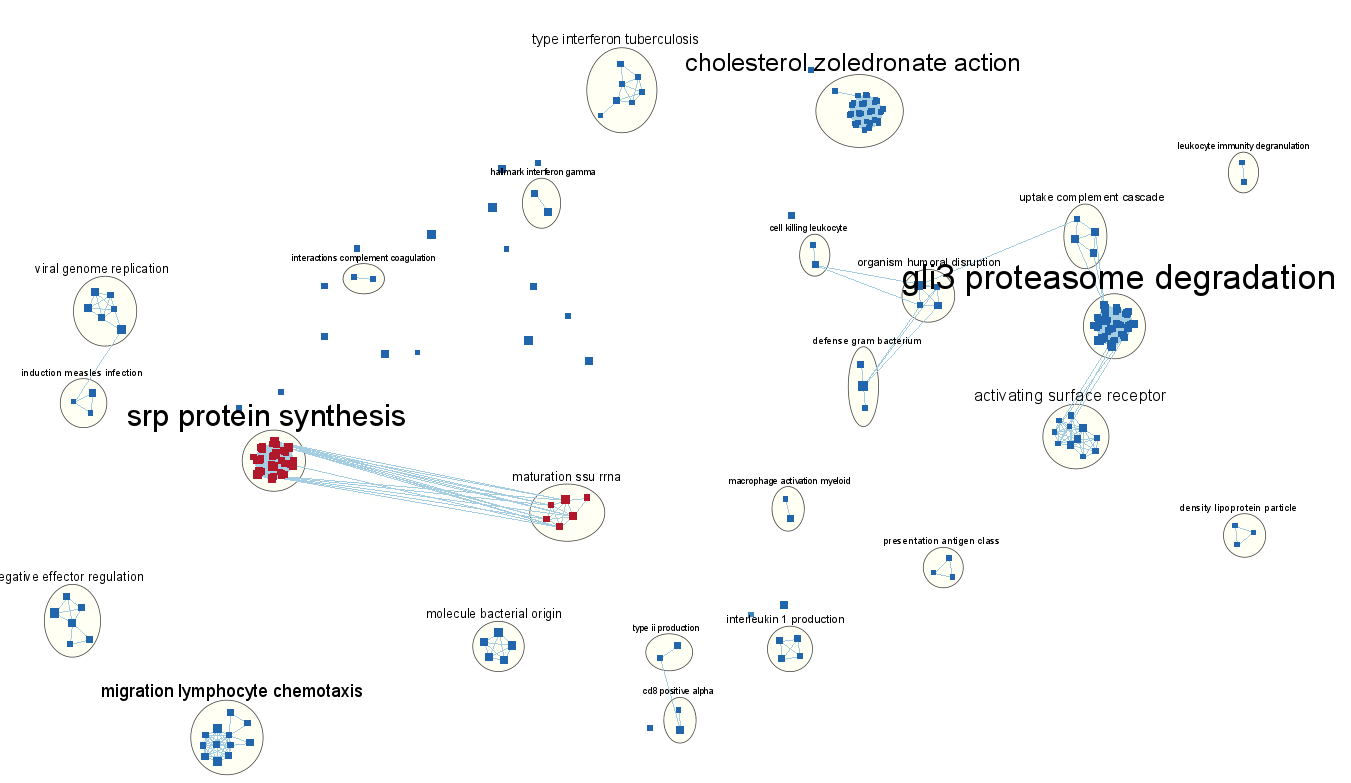 type interferon tuberculosis
cholesterol zoledronate action
leukocyte immunity degranulation
hallmark interferon gamma
uptake complement cascade
cell killing leukocyte
interactions complement coagulation
organism humoral disruption
viral genome replication
gli3 proteasome degradation
defense gram bacterium
induction measles infection
activating surface receptor
srp protein synthesis
maturation ssu rrna
macrophage activation myeloid
density lipoprotein particle
presentation antigen class
egative effector regulation
molecule bacterial origin
interleukin 1 production
type ii production
migration lymphocyte chemotaxis
cd8 positive alpha